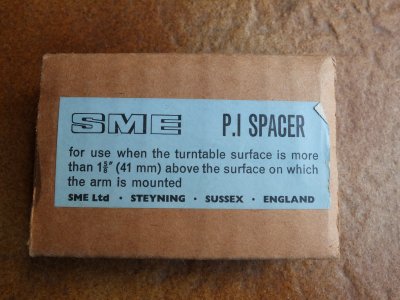 SME P.I SPACER
for use when the turntable surface is more
than 1⅝" (41 mm) above the surface on which
the arm is mounted
SME Ltd · STEYNING · SUSSEX · ENGLAND